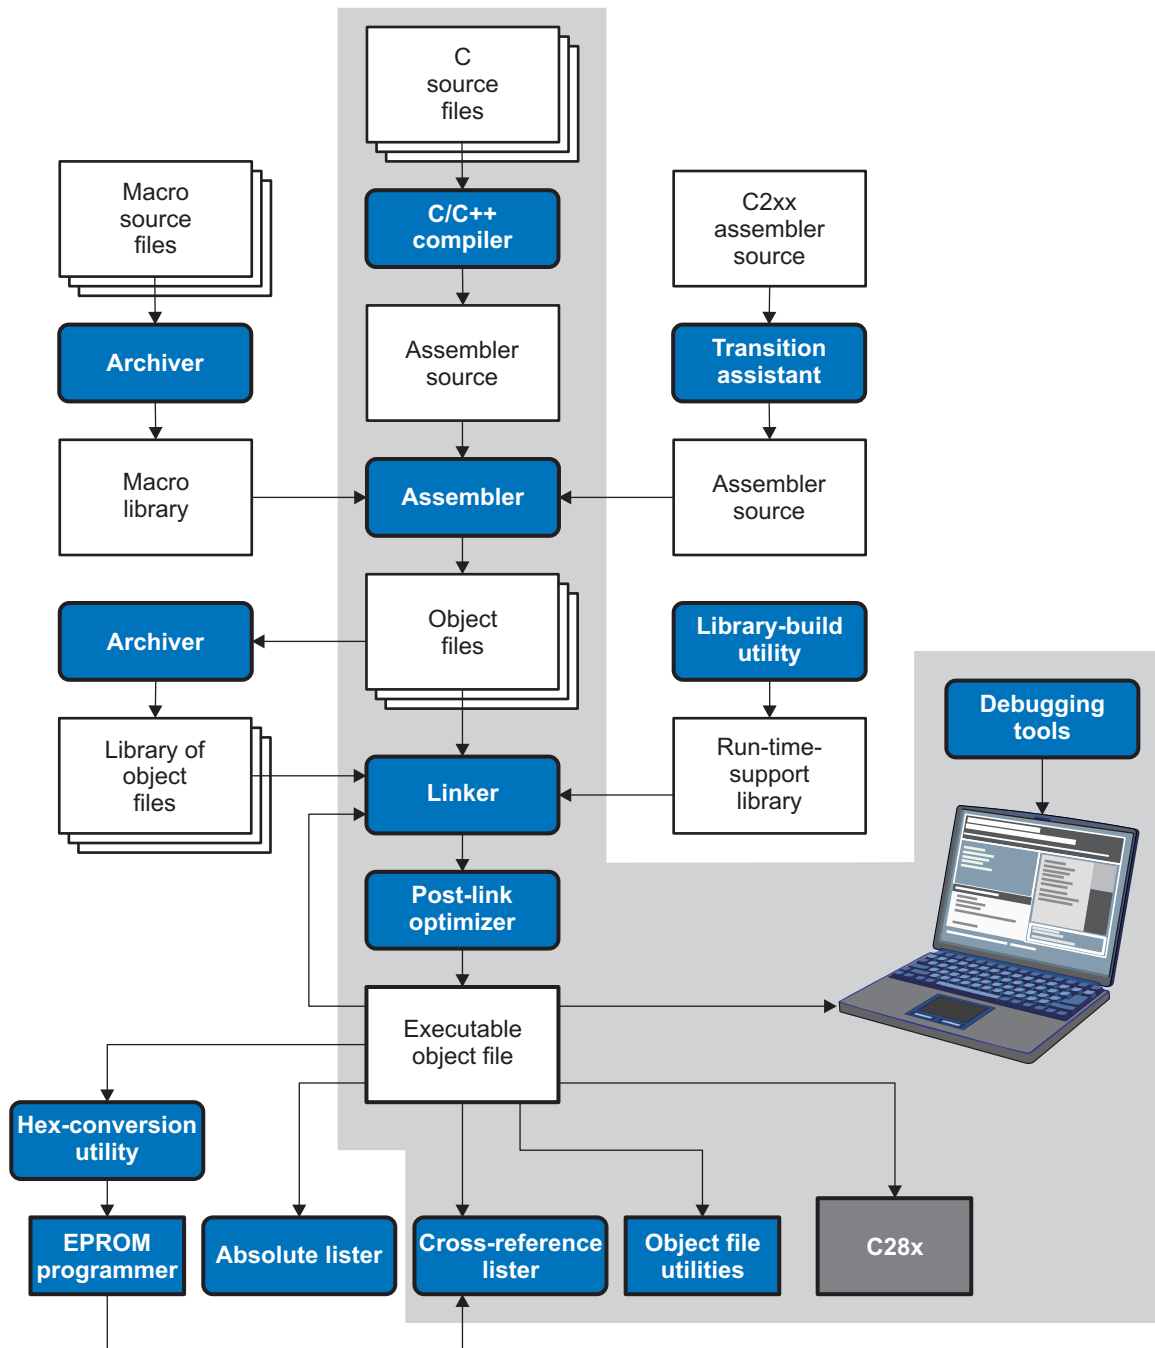 C
source
files
Macro
source
files
C/C++
compiler
C2xx
assembler
source
Archiver
Assembler
source
Transition
assistant
Macro
library
Assembler
Assembler
source
Archiver
Object
files
Library-build
utility
Debugging
tools
Library of
object
files
Linker
Run-time-
support
library
Post-link
optimizer
Executable
object file
Hex-conversion
utility
EPROM
programmer
Absolute lister
Cross-reference
lister
Object file
utilities
C28x